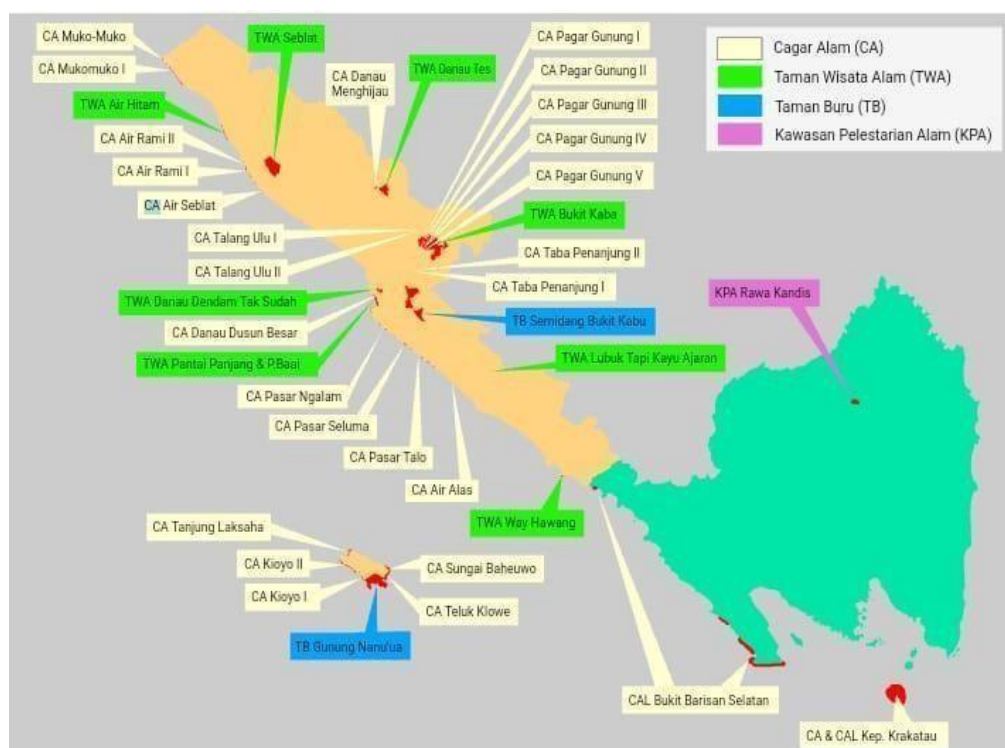 CA Muko-Muko
CA Mukomuko I
TWA Seblat
CA Danau
Menghijau
TWA Danau Tes
CA Pagar Gunung I
CA Pagar Gunung II
CA Pagar Gunung III
CA Pagar Gunung IV
CA Pagar Gunung V
Cagar Alam (CA)
Taman Wisata Alam (TWA)
Taman Buru (TB)
Kawasan Pelestarian Alam (KPA)
TWA Air Hitam
CA Air Rami II
CA Air Rami I
CA Air Seblat
CA Talang Ulu I
CA Talang Ulu II
TWA Bukit Kaba
CA Taba Penanjung II
CA Taba Penanjung I
TWA Danau Dendam Tak Sudah
CA Danau Dusun Besar
TWA Pantai Panjang & P.Baai
TB Semidang Bukit Kabu
KPA Rawa Kandis
TWA Lubuk Tapi Kayu Ajaran
CA Pasar Ngalam
CA Pasar Seluma
CA Pasar Talo
CA Air Alas
TWA Way Hawang
CA Tanjung Laksaha
CA Kioyo II
CA Kioyo I
CA Sungai Baheuwo
CA Teluk Klowe
TB Gunung Nanu'ua
CAL Bukit Barisan Selatan
CA & CAL Kep. Krakatau